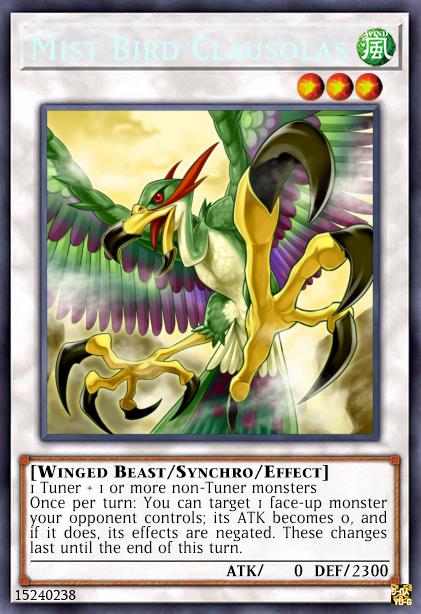 Mist Bird Clausolas
WIND
風
[Winged Beast/Synchro/Effect]
1 Tuner + 1 or more non-Tuner monsters
Once per turn: You can target 1 face-up monster
your opponent controls; its ATK becomes 0, and
if it does, its effects are negated. These changes
last until the end of this turn.
ATK/ 0 DEF/2300
15240238